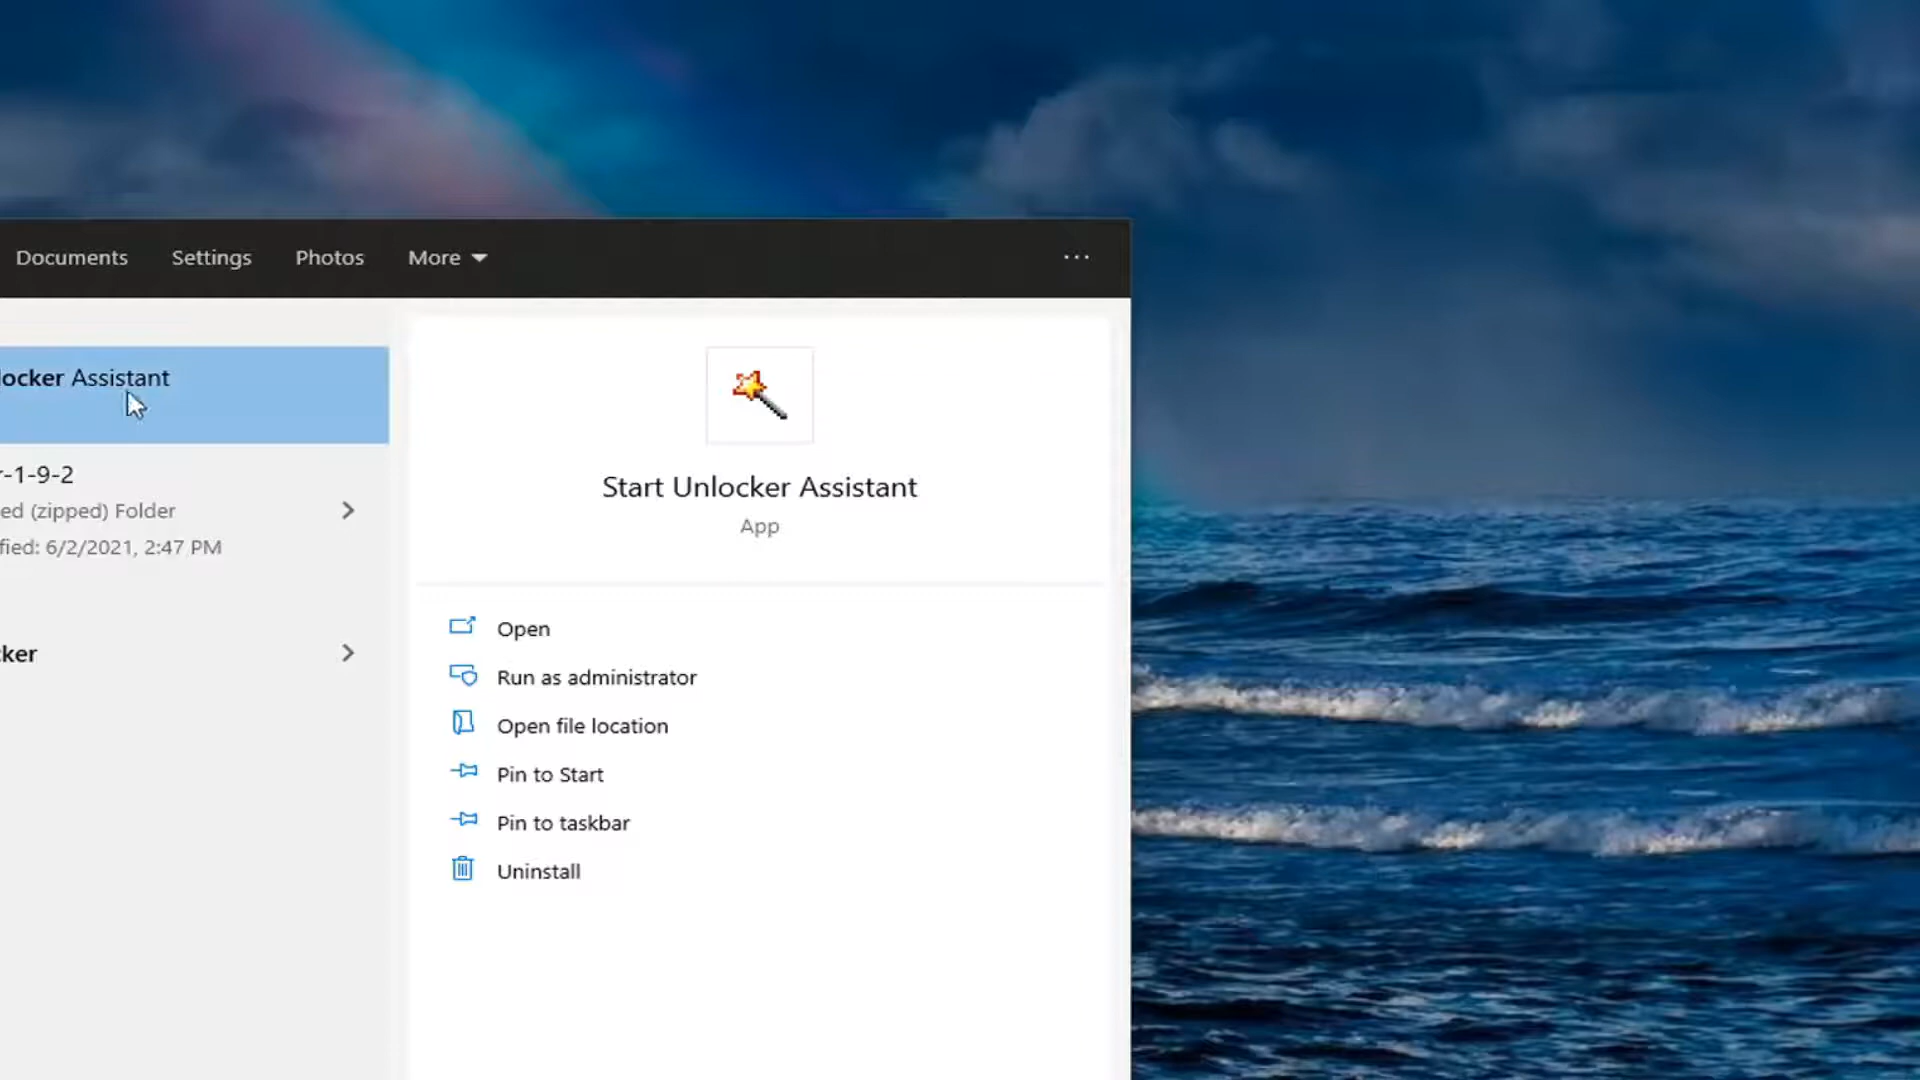 Documents Settings Photos More ...
locker Assistant
r-1-9-2
ed (zipped) Folder
fied: 6/2/2021, 2:47 PM
ker
Start Unlocker Assistant
App
Open
Run as administrator
Open file location
Pin to Start
Pin to taskbar
Uninstall